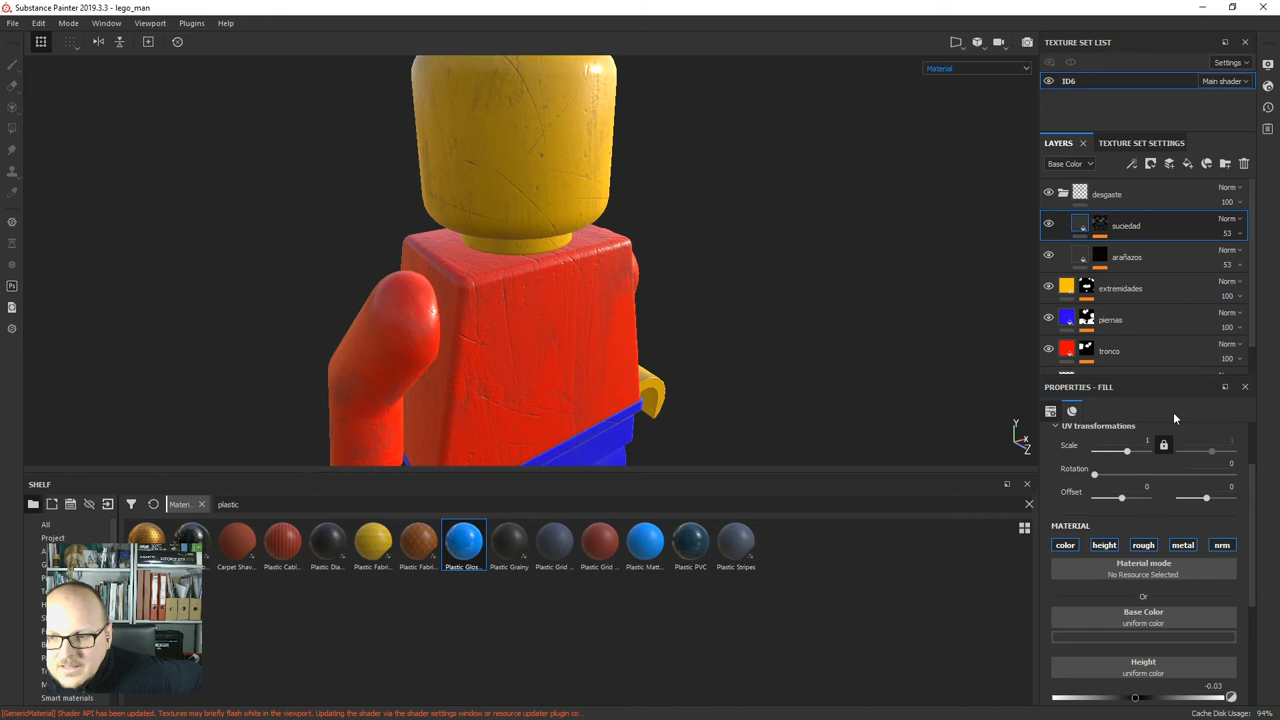 Substance Painter 2019.3.3 - lego_man
File Edit Mode Window Viewport Plugins Help
Material
TEXTURE SET LIST
Settings
ID6
Main shader
LAYERS
TEXTURE SET SETTINGS
Base Color
desgaste
Norm
100
suciedad
Norm
53
arañazos
Norm
53
extremidades
Norm
100
piernas
Norm
100
tronco
Norm
100
PROPERTIES - FILL
UV transformations
Scale
1
1
Rotation
0
Offset
0
0
MATERIAL
color height rough metal nrm
Material mode
No Resource Selected
Or
Base Color
uniform color
Height
uniform color
-0.03
Y
X
Z
SHELF
Materi...
plastic
All
Project
Carpet Shav...
Plastic Cabl...
Plastic Dia...
Plastic Fabri...
Plastic Fabri...
Plastic Glos...
Plastic Grainy
Plastic Grid ...
Plastic Grid ...
Plastic Matt...
Plastic PVC
Plastic Stripes
Smart materials
[GenericMaterial] Shader API has been updated. Textures may briefly flash white in the viewport. Updating the shader via the shader settings window or resource updater plugin co...
Cache Disk Usage: 94%